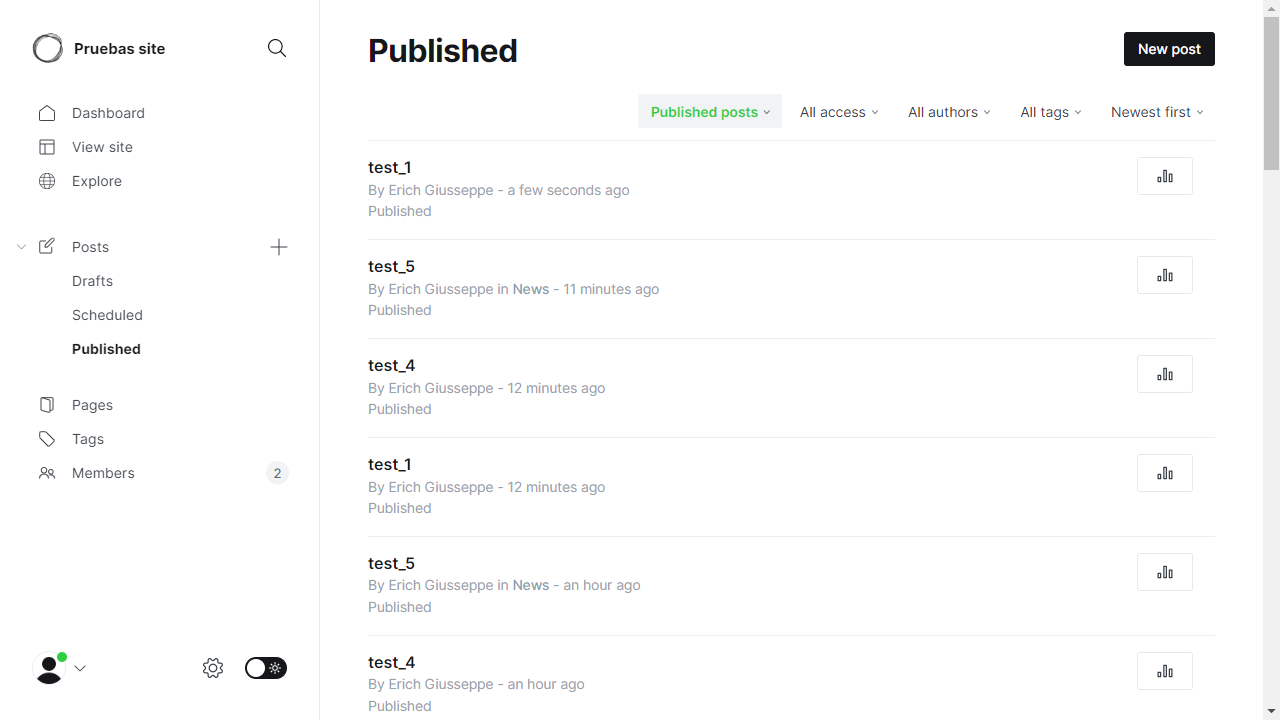 Pruebas site
Dashboard
View site
Explore
Posts
Drafts
Scheduled
Published
Pages
Tags
Members 2
Published
New post
Published posts All access All authors All tags Newest first
test_1
By Erich Giusseppe - a few seconds ago
Published
test_5
By Erich Giusseppe in News - 11 minutes ago
Published
test_4
By Erich Giusseppe - 12 minutes ago
Published
test_1
By Erich Giusseppe - 12 minutes ago
Published
test_5
By Erich Giusseppe in News - an hour ago
Published
test_4
By Erich Giusseppe - an hour ago
Published